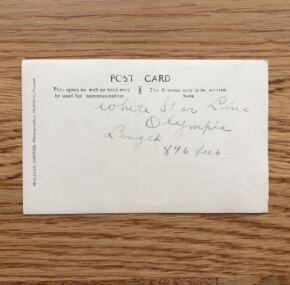 POST CARD
This space as well as back may
be used for communication
The Address only to be written
here
White Star Line
Olympic
Length
896 feet